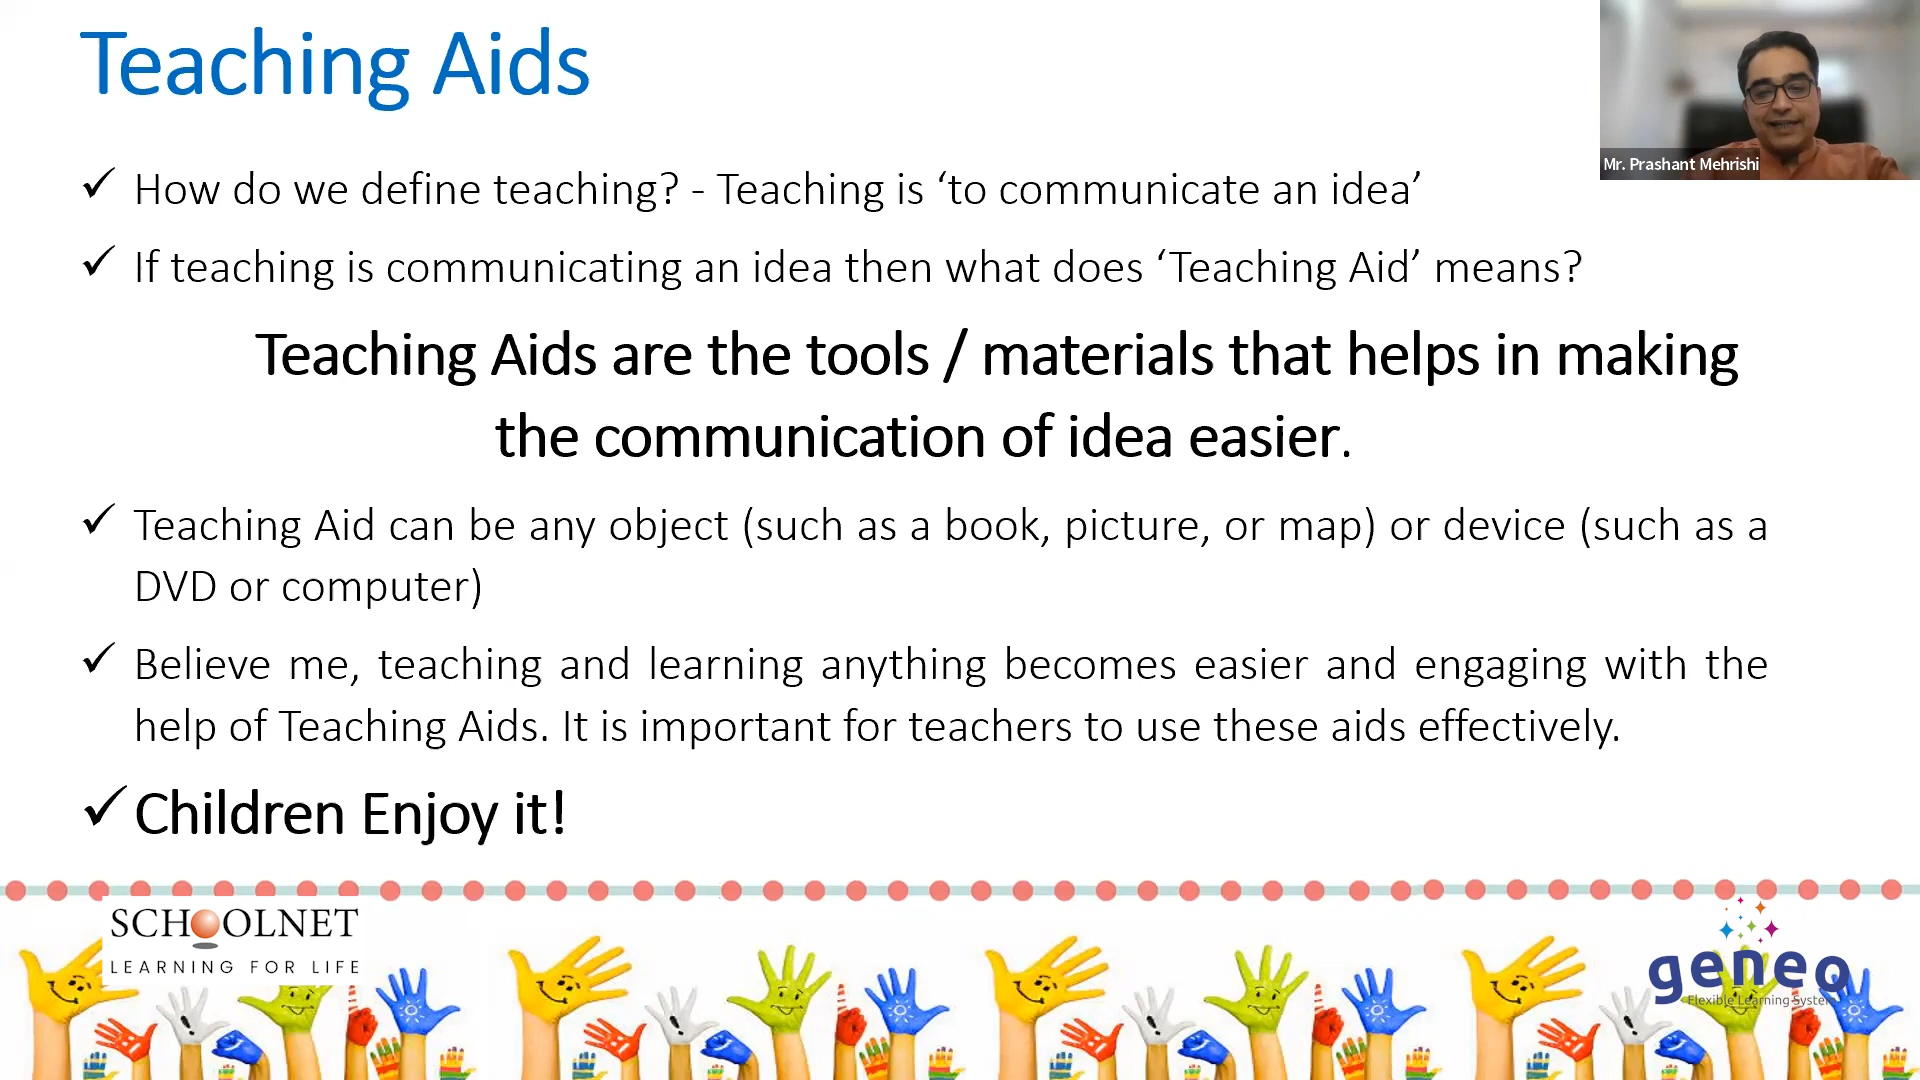 Teaching Aids
Mr. Prashant Mehrishi
✓ How do we define teaching? - Teaching is ‘to communicate an idea’
✓ If teaching is communicating an idea then what does ‘Teaching Aid’ means?
Teaching Aids are the tools / materials that helps in making
the communication of idea easier.
✓ Teaching Aid can be any object (such as a book, picture, or map) or device (such as a
DVD or computer)
✓ Believe me, teaching and learning anything becomes easier and engaging with the
help of Teaching Aids. It is important for teachers to use these aids effectively.
✓ Children Enjoy it!
SCHOOLNET
LEARNING FOR LIFE
geneo
Flexible Learning System